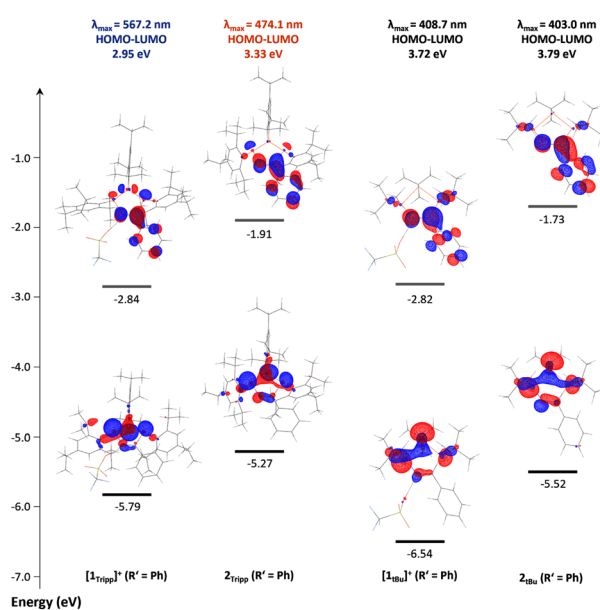 λmax = 567.2 nm
HOMO-LUMO
2.95 eV
λmax = 474.1 nm
HOMO-LUMO
3.33 eV
λmax = 408.7 nm
HOMO-LUMO
3.72 eV
λmax = 403.0 nm
HOMO-LUMO
3.79 eV
-1.0
-2.0
-3.0
-4.0
-5.0
-6.0
-7.0
-2.84
-1.91
-2.82
-1.73
-5.79
-5.27
-6.54
-5.52
[1Tripp]+ (R‘ = Ph)
2Tripp (R‘ = Ph)
[1tBu]+ (R‘ = Ph)
2tBu (R‘ = Ph)
Energy (eV)